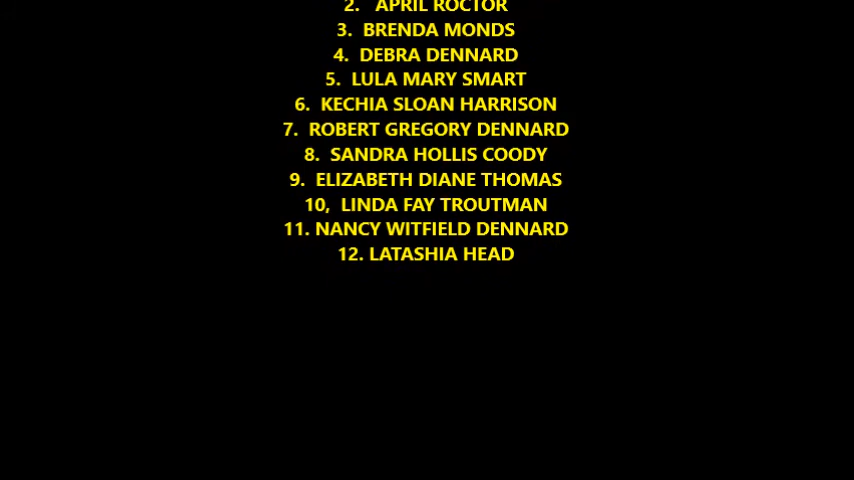 2. APRIL ROCTOR
3. BRENDA MONDS
4. DEBRA DENNARD
5. LULA MARY SMART
6. KECHIA SLOAN HARRISON
7. ROBERT GREGORY DENNARD
8. SANDRA HOLLIS COODY
9. ELIZABETH DIANE THOMAS
10, LINDA FAY TROUTMAN
11. NANCY WITFIELD DENNARD
12. LATASHIA HEAD